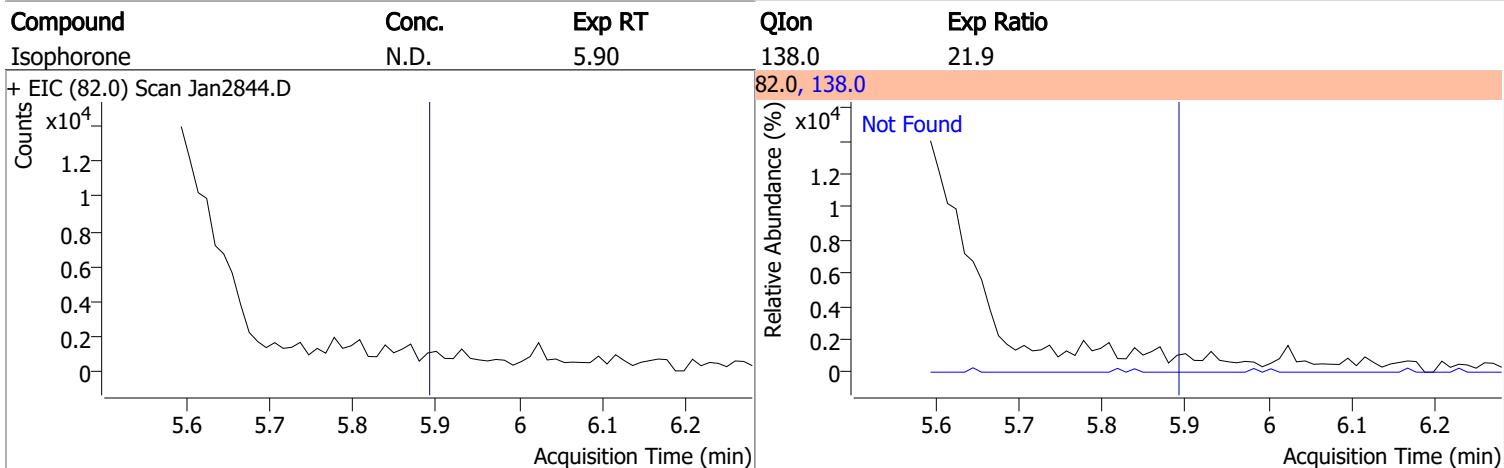 Compound Conc. Exp RT QIon Exp Ratio
Isophorone N.D. 5.90 138.0 21.9
+ EIC (82.0) Scan Jan2844.D
Counts
x10⁴
1.2
1
0.8
0.6
0.4
0.2
0
5.6 5.7 5.8 5.9 6 6.1 6.2
Acquisition Time (min)
82.0, 138.0
Relative Abundance (%)
x10⁴
Not Found
1.2
1
0.8
0.6
0.4
0.2
0
5.6 5.7 5.8 5.9 6 6.1 6.2
Acquisition Time (min)